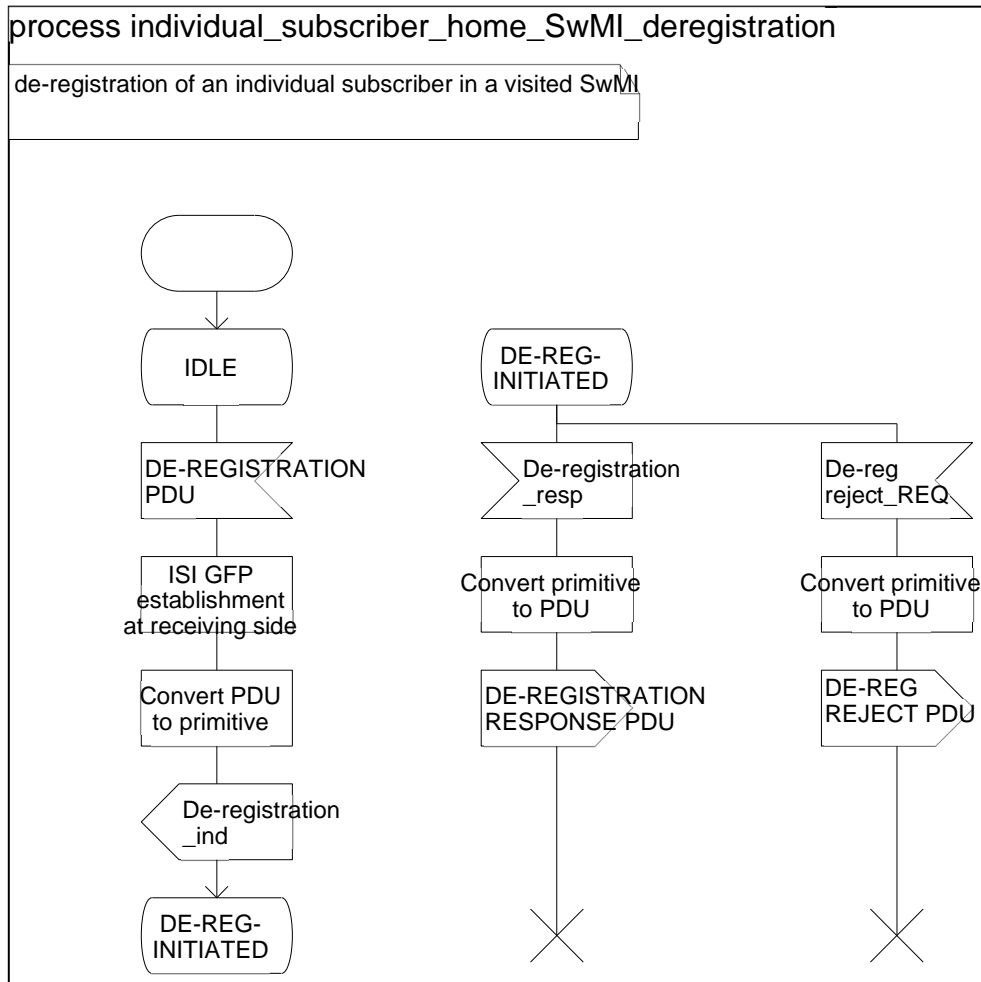 process individual_subscriber_home_SwMI_deregistration
de-registration of an individual subscriber in a visited SwMI
IDLE
DE-REGISTRATION
PDU
ISI GFP
establishment
at receiving side
Convert PDU
to primitive
De-registration
_ind
DE-REG-
INITIATED
DE-REG-
INITIATED
De-registration
_resp
Convert primitive
to PDU
DE-REGISTRATION
RESPONSE PDU
De-reg
reject_REQ
Convert primitive
to PDU
DE-REG
REJECT PDU